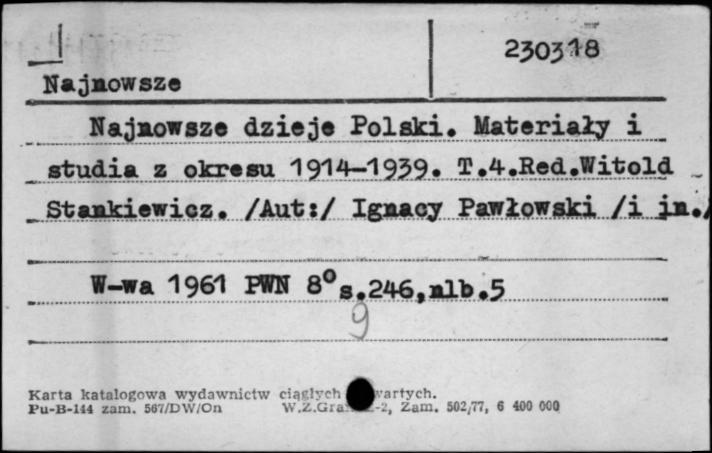 230318
Najnowsze
Najnowsze dzieje Polski. Materiały i
studia z okresu 1914-1939. T.4.Red.Witold
Stankiewicz. /Aut:/ Ignacy Pawłowski /i in./
W-wa 1961 PWN 8° s.246,nlb.5
9
Karta katalogowa wydawnictw ciągłych
Pu-B-144 zam. 567/DW/On W.Z.Graf. -2, Zam. 502/77, 6 400 000